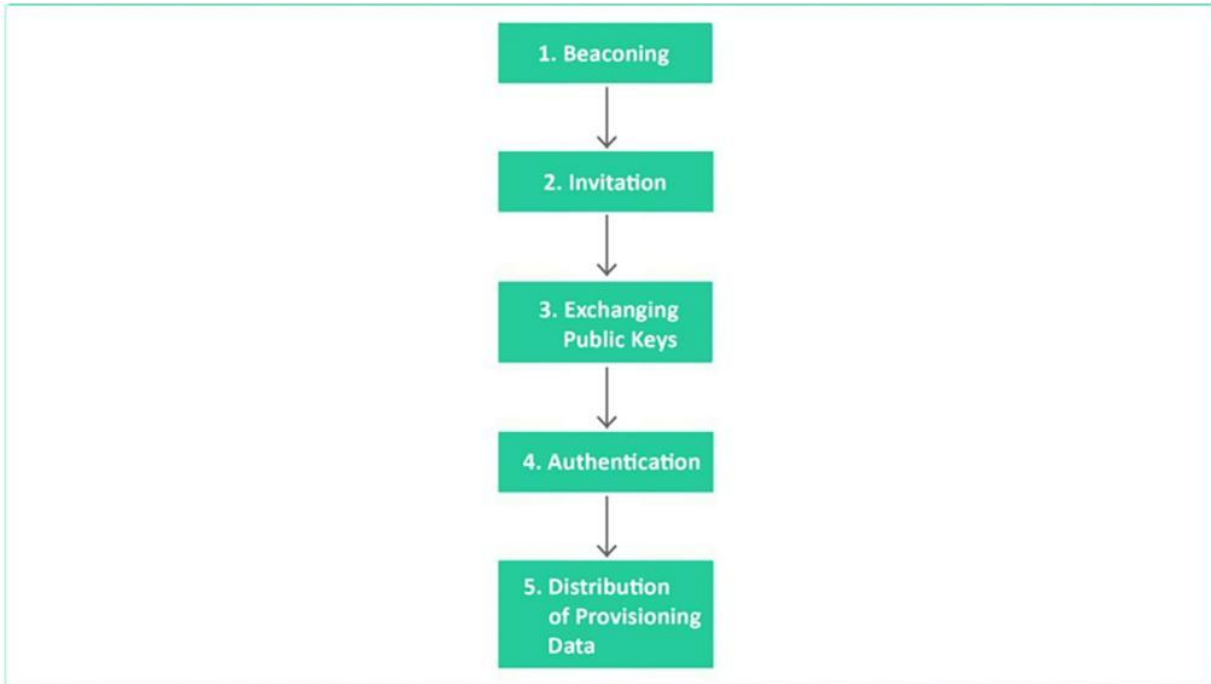 1. Beaconing
2. Invitation
3. Exchanging
Public Keys
4. Authentication
5. Distribution
of Provisioning
Data